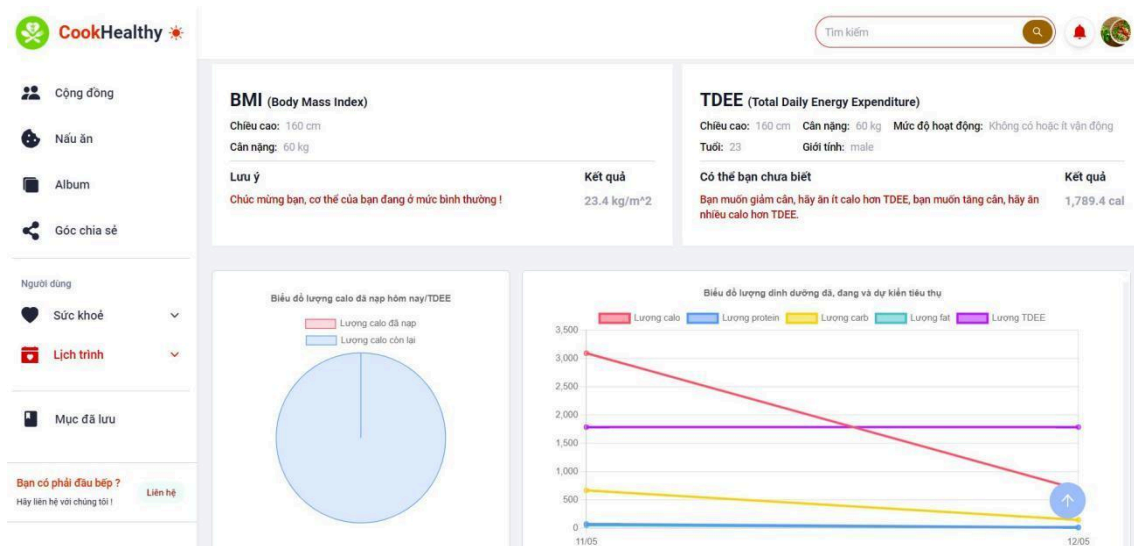 CookHealthy
Tìm kiếm
Cộng đồng
Nấu ăn
Album
Góc chia sẻ
Người dùng
Sức khoẻ
Lịch trình
Mục đã lưu
Bạn có phải đầu bếp ?
Hãy liên hệ với chúng tôi !
Liên hệ
BMI (Body Mass Index)
Chiều cao: 160 cm
Cân nặng: 60 kg
Lưu ý Kết quả
Chúc mừng bạn, cơ thể của bạn đang ở mức bình thường ! 23.4 kg/m^2
TDEE (Total Daily Energy Expenditure)
Chiều cao: 160 cm Cân nặng: 60 kg Mức độ hoạt động: Không có hoặc ít vận động
Tuổi: 23 Giới tính: male
Có thể bạn chưa biết Kết quả
Bạn muốn giảm cân, hãy ăn ít calo hơn TDEE, bạn muốn tăng cân, hãy ăn 1,789.4 cal
nhiều calo hơn TDEE.
Biểu đồ lượng calo đã nạp hôm nay/TDEE
Lượng calo đã nạp
Lượng calo còn lại
Biểu đồ lượng dinh dưỡng đã, đang và dự kiến tiêu thụ
Lượng calo Lượng protein Lượng carb Lượng fat Lượng TDEE
3,500
3,000
2,500
2,000
1,500
1,000
500
0
11/05 12/05